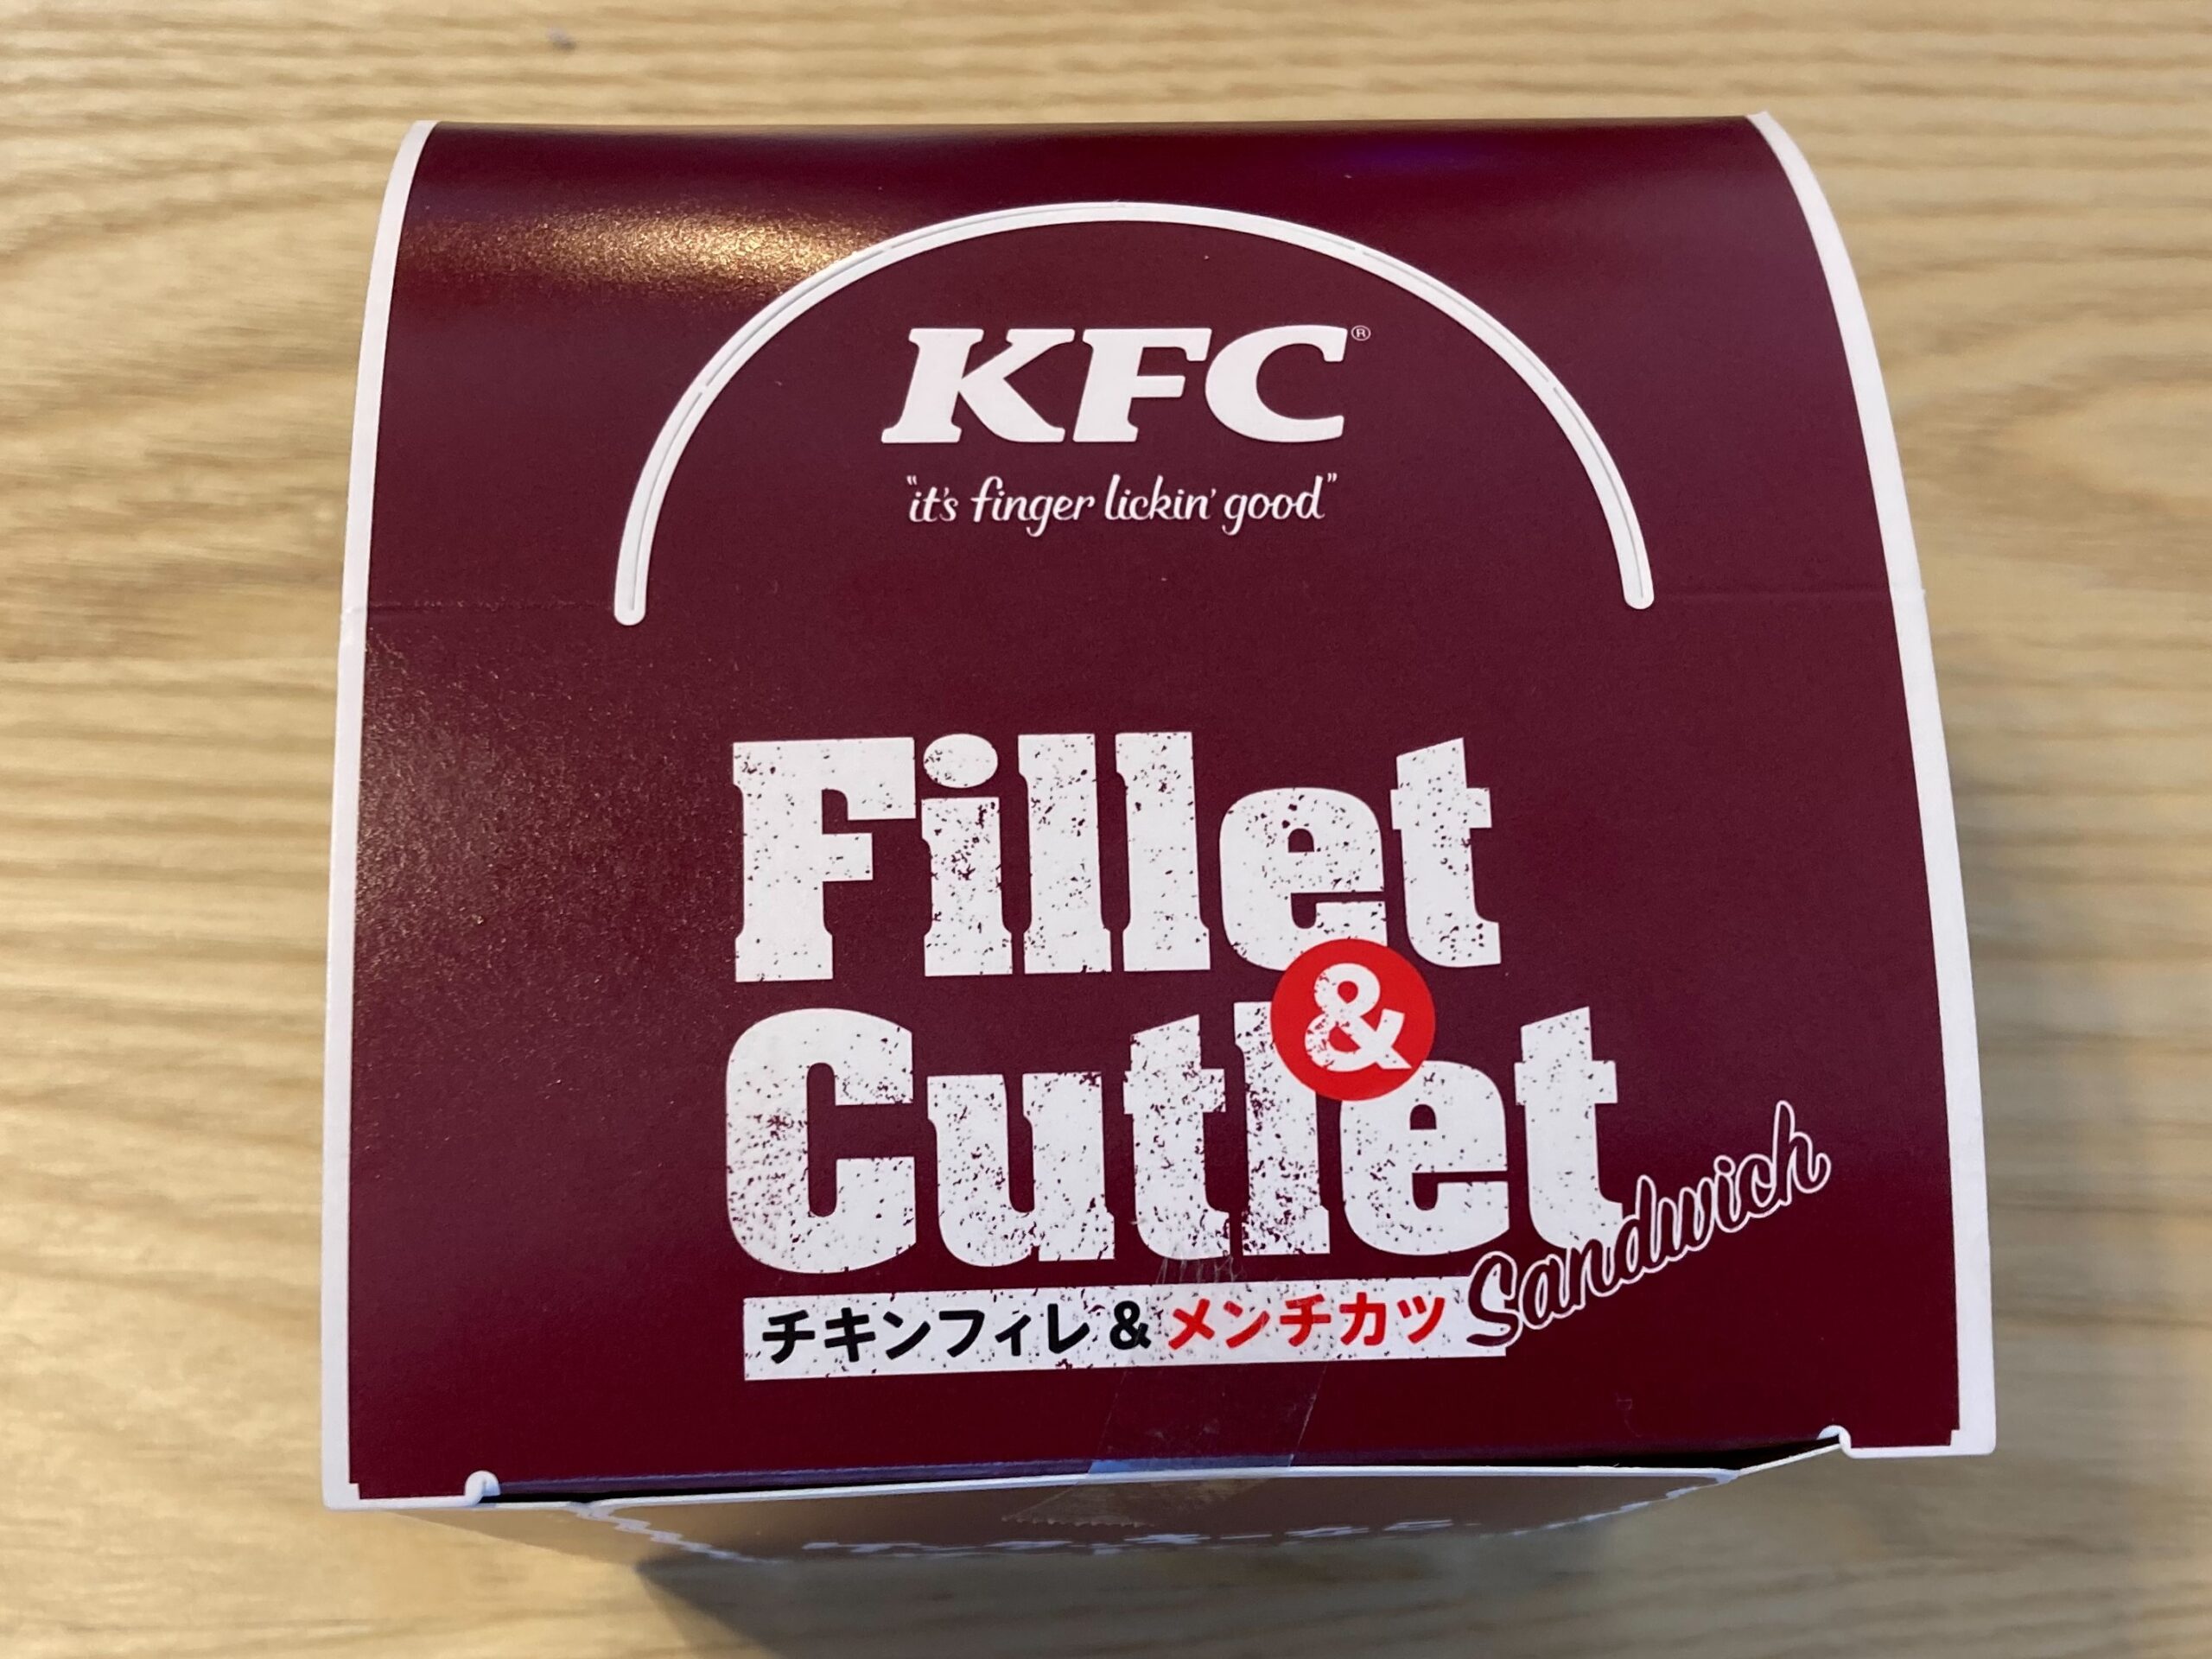 KFC®
"it's finger lickin' good"
Fillet
&
Cutlet
Sandwich
チキンフィレ & メンチカツ